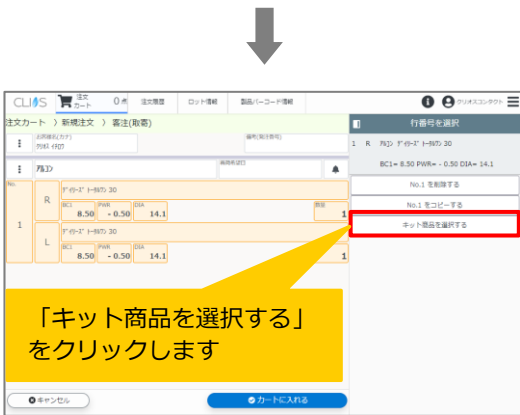 CLIOS 注文カート 0点 注文履歴 ロット情報 製品バーコード情報 クリオスコンタクト
注文カート 〉 新規注文 〉 客注(取寄) 行番号を選択
お客様名(カナ) 備考(発注番号)
クリオス イチロウ
1 R アルコン デイリーズ トータルワン 30
BC1= 8.50 PWR= - 0.50 DIA= 14.1
アルコン 納期希望日
No.
No.1 を削除する
No.1 をコピーする
キット商品を選択する
1
R
デイリーズ トータルワン 30
BC1 PWR DIA 数量
8.50 - 0.50 14.1 1
L
デイリーズ トータルワン 30
BC1 PWR DIA
8.50 - 0.50 14.1 1
「キット商品を選択する」
をクリックします
キャンセル カートに入れる